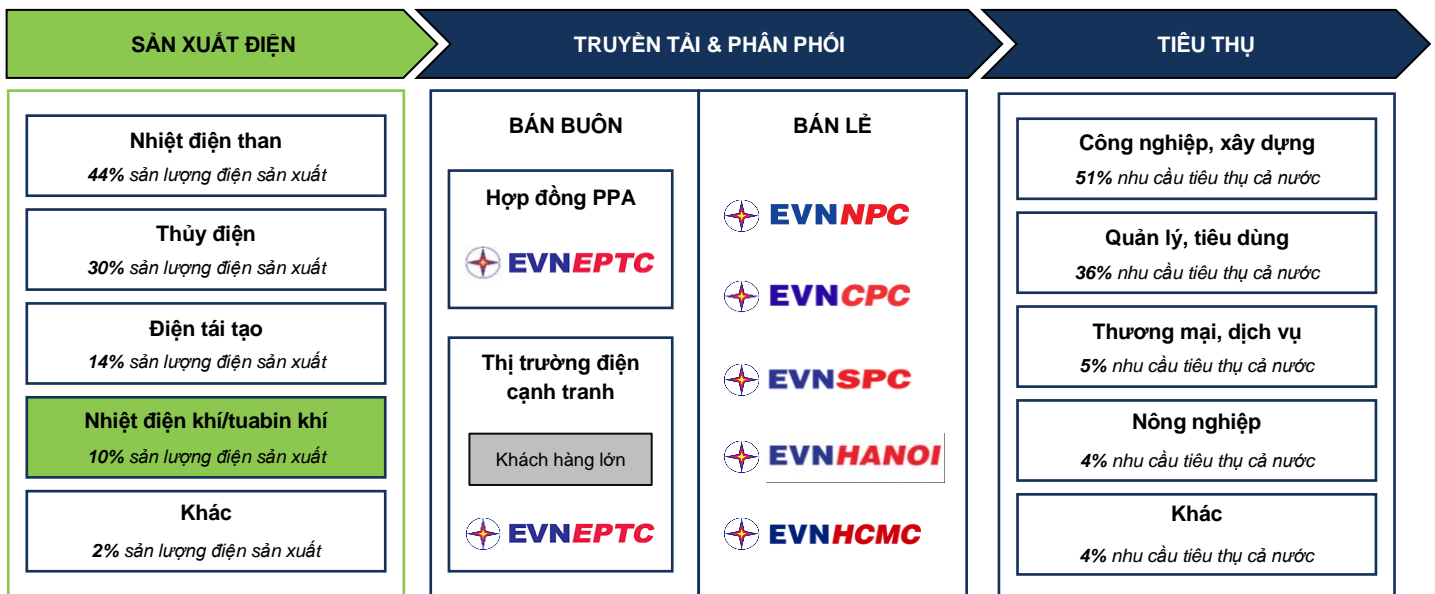 SẢN XUẤT ĐIỆN
TRUYỀN TẢI & PHÂN PHỐI
TIÊU THỤ
Nhiệt điện than
44% sản lượng điện sản xuất
Thủy điện
30% sản lượng điện sản xuất
Điện tái tạo
14% sản lượng điện sản xuất
Nhiệt điện khí/tuabin khí
10% sản lượng điện sản xuất
Khác
2% sản lượng điện sản xuất
BÁN BUÔN
Hợp đồng PPA
EVNEPTC
Thị trường điện
cạnh tranh
Khách hàng lớn
EVNEPTC
BÁN LẺ
EVNNPC
EVNCPC
EVNSPC
EVNHANOI
EVNHCMC
Công nghiệp, xây dựng
51% nhu cầu tiêu thụ cả nước
Quản lý, tiêu dùng
36% nhu cầu tiêu thụ cả nước
Thương mại, dịch vụ
5% nhu cầu tiêu thụ cả nước
Nông nghiệp
4% nhu cầu tiêu thụ cả nước
Khác
4% nhu cầu tiêu thụ cả nước